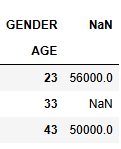 GENDER NaN
AGE
23 56000.0
33 NaN
43 50000.0